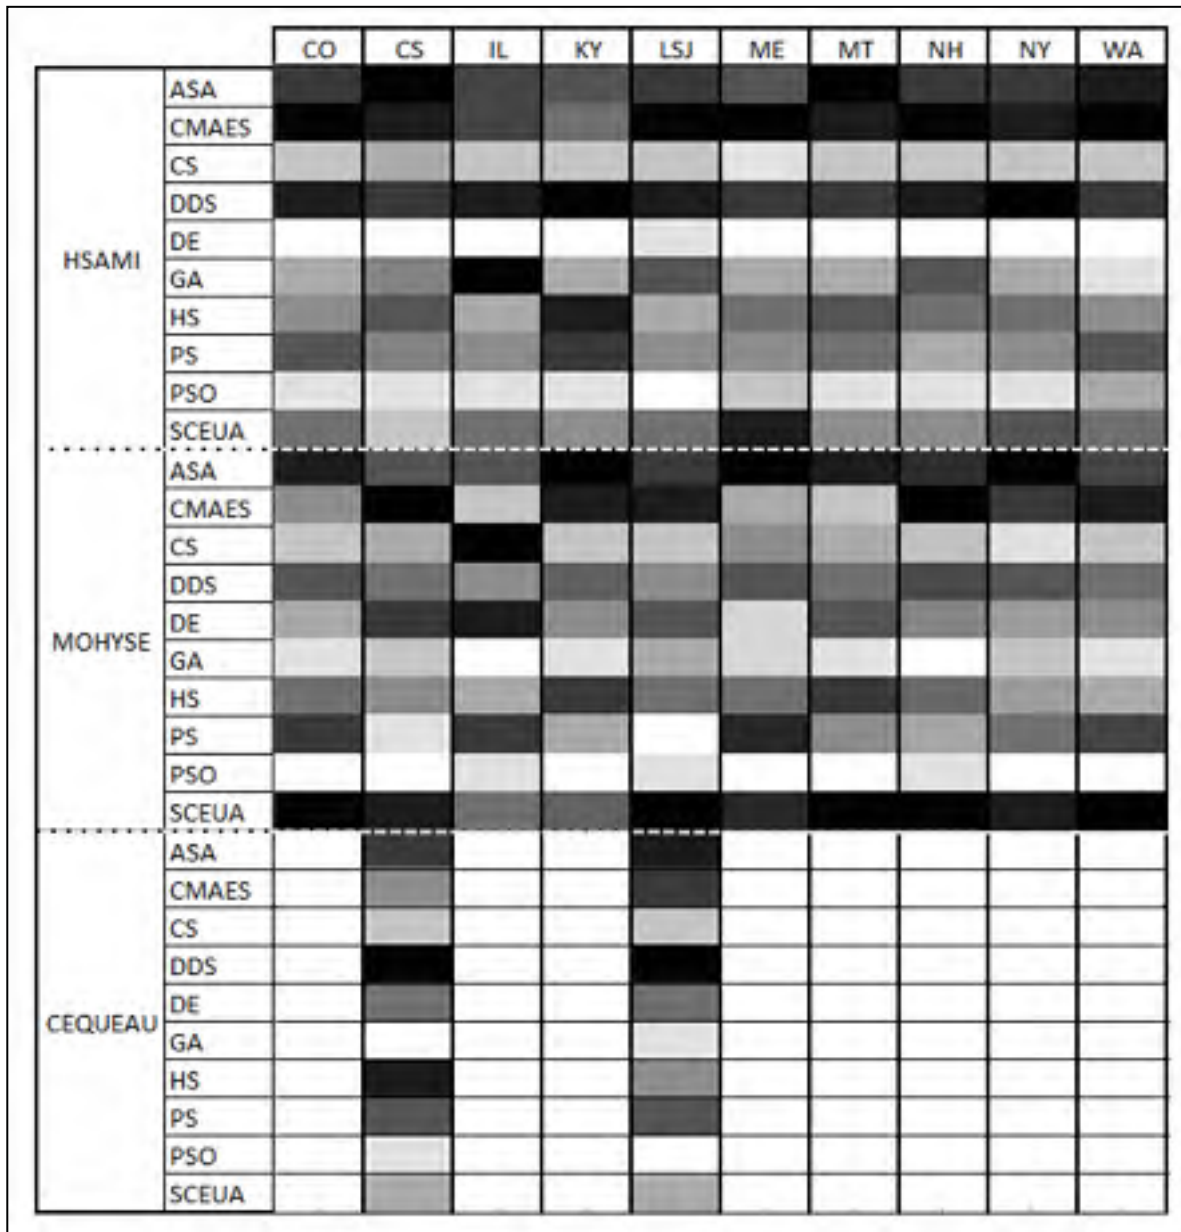 CO CS IL KY LSJ ME MT NH NY WA
HSAMI
ASA
CMAES
CS
DDS
DE
GA
HS
PS
PSO
SCEUA
MOHYSE
ASA
CMAES
CS
DDS
DE
GA
HS
PS
PSO
SCEUA
CEQUEAU
ASA
CMAES
CS
DDS
DE
GA
HS
PS
PSO
SCEUA